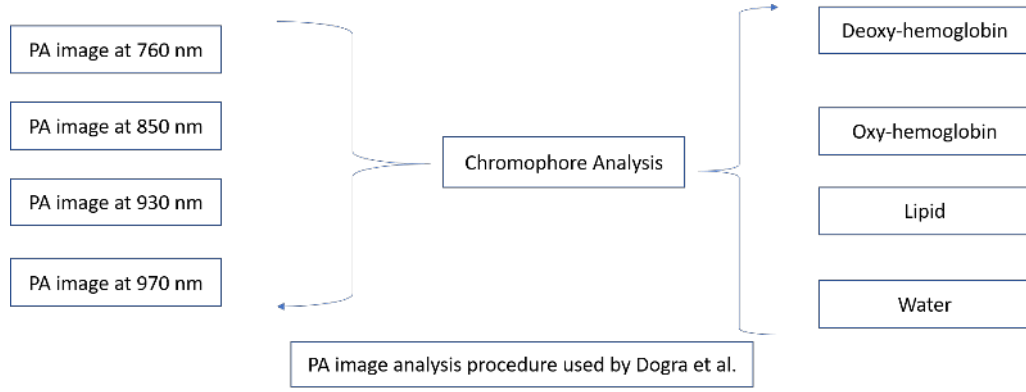 PA image at 760 nm
PA image at 850 nm
PA image at 930 nm
PA image at 970 nm
Chromophore Analysis
Deoxy-hemoglobin
Oxy-hemoglobin
Lipid
Water
PA image analysis procedure used by Dogra et al.